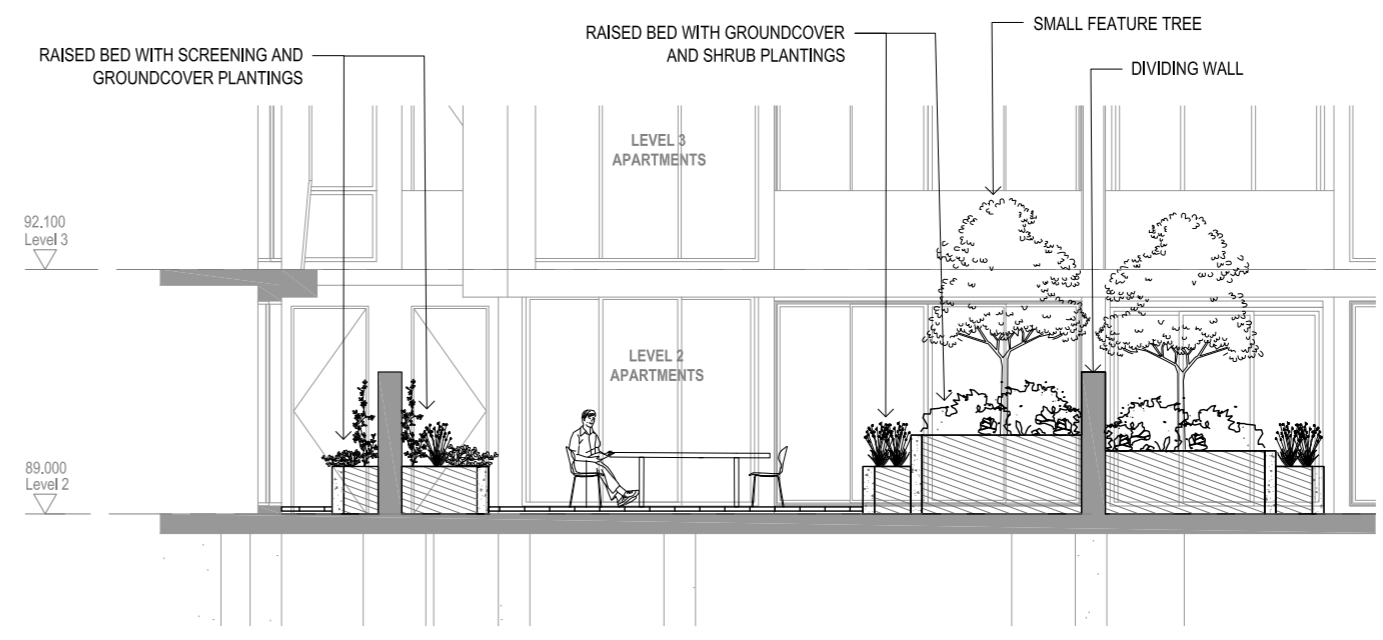 RAISED BED WITH SCREENING AND
GROUNDCOVER PLANTINGS
RAISED BED WITH GROUNDCOVER
AND SHRUB PLANTINGS
SMALL FEATURE TREE
DIVIDING WALL
LEVEL 3
APARTMENTS
92.100
Level 3
LEVEL 2
APARTMENTS
89.000
Level 2